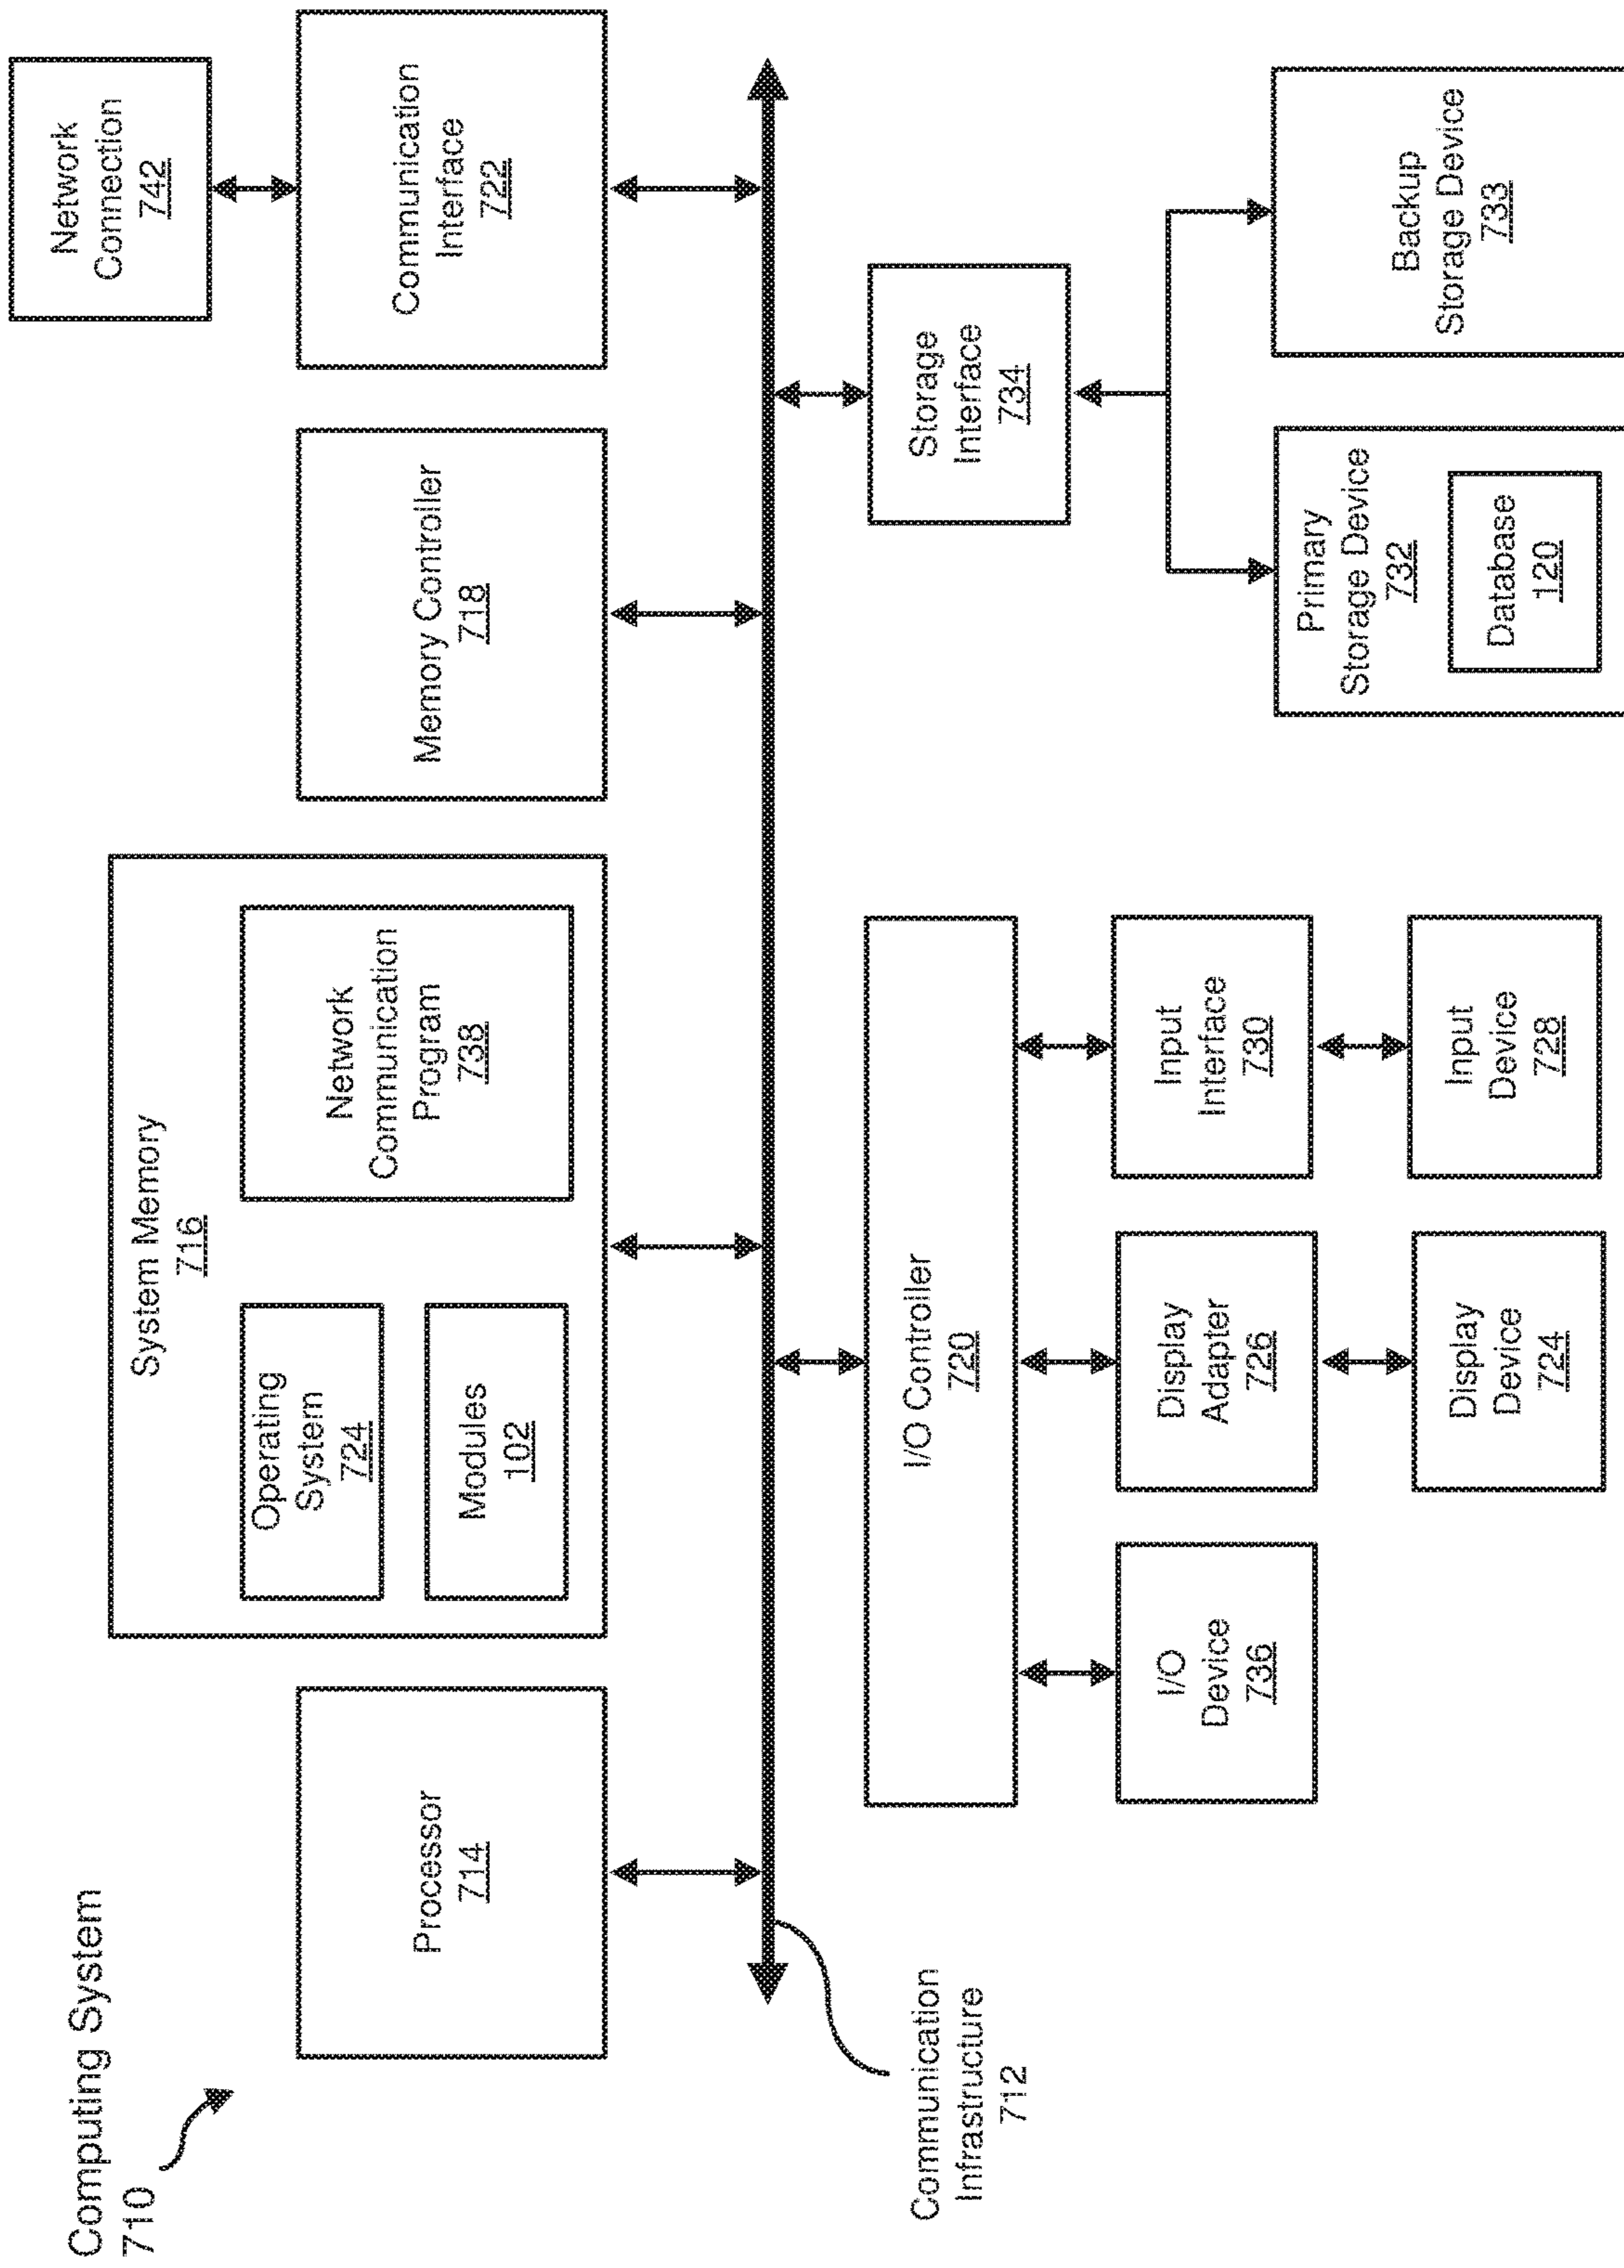 Computing System
710
Processor
714
System Memory
716
Operating
System
724
Modules
102
Network
Communication
Program
738
Memory Controller
718
Communication
Interface
722
Network
Connection
742
Communication
Infrastructure
712
I/O Controller
720
I/O
Device
736
Display
Adapter
726
Display
Device
724
Input
Interface
730
Input
Device
728
Storage
Interface
734
Primary
Storage Device
732
Database
120
Backup
Storage Device
733